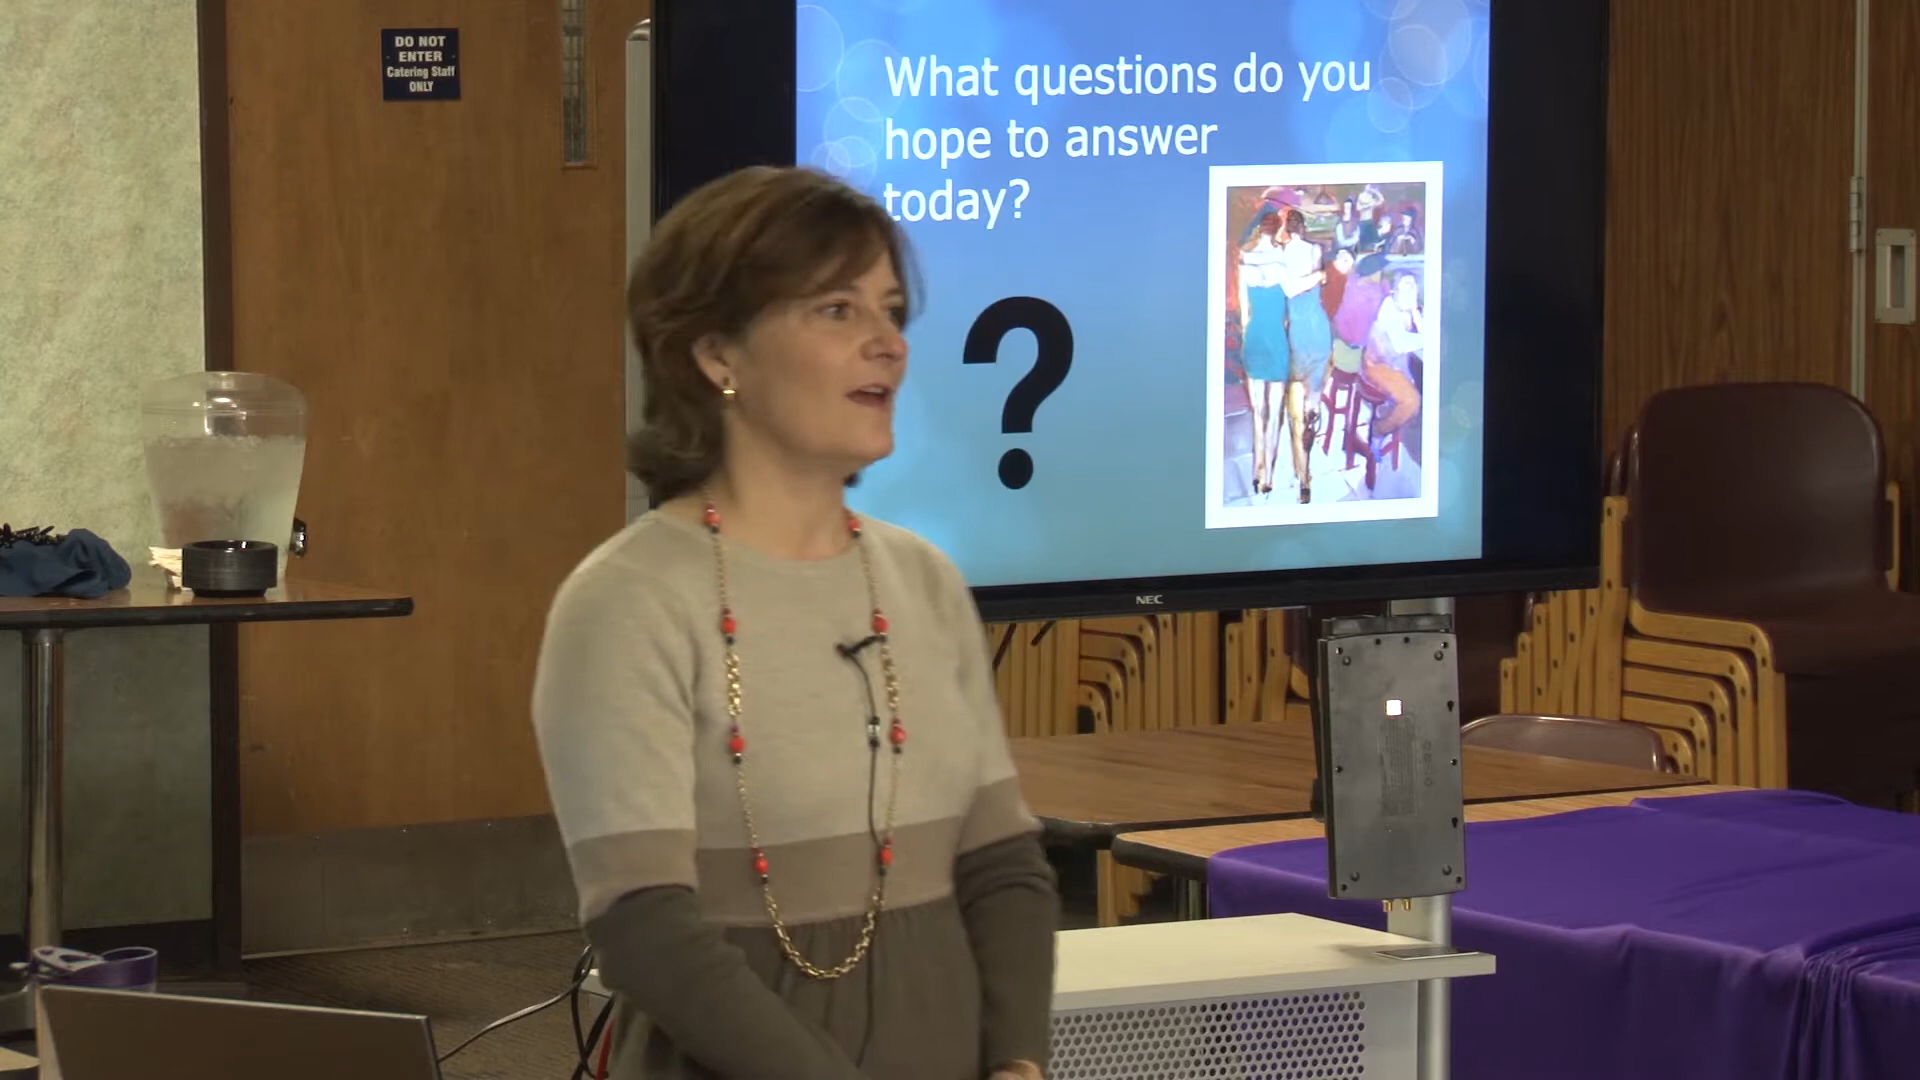 DO NOT
ENTER
Catering Staff
ONLY
What questions do you
hope to answer
today?
?
NEC